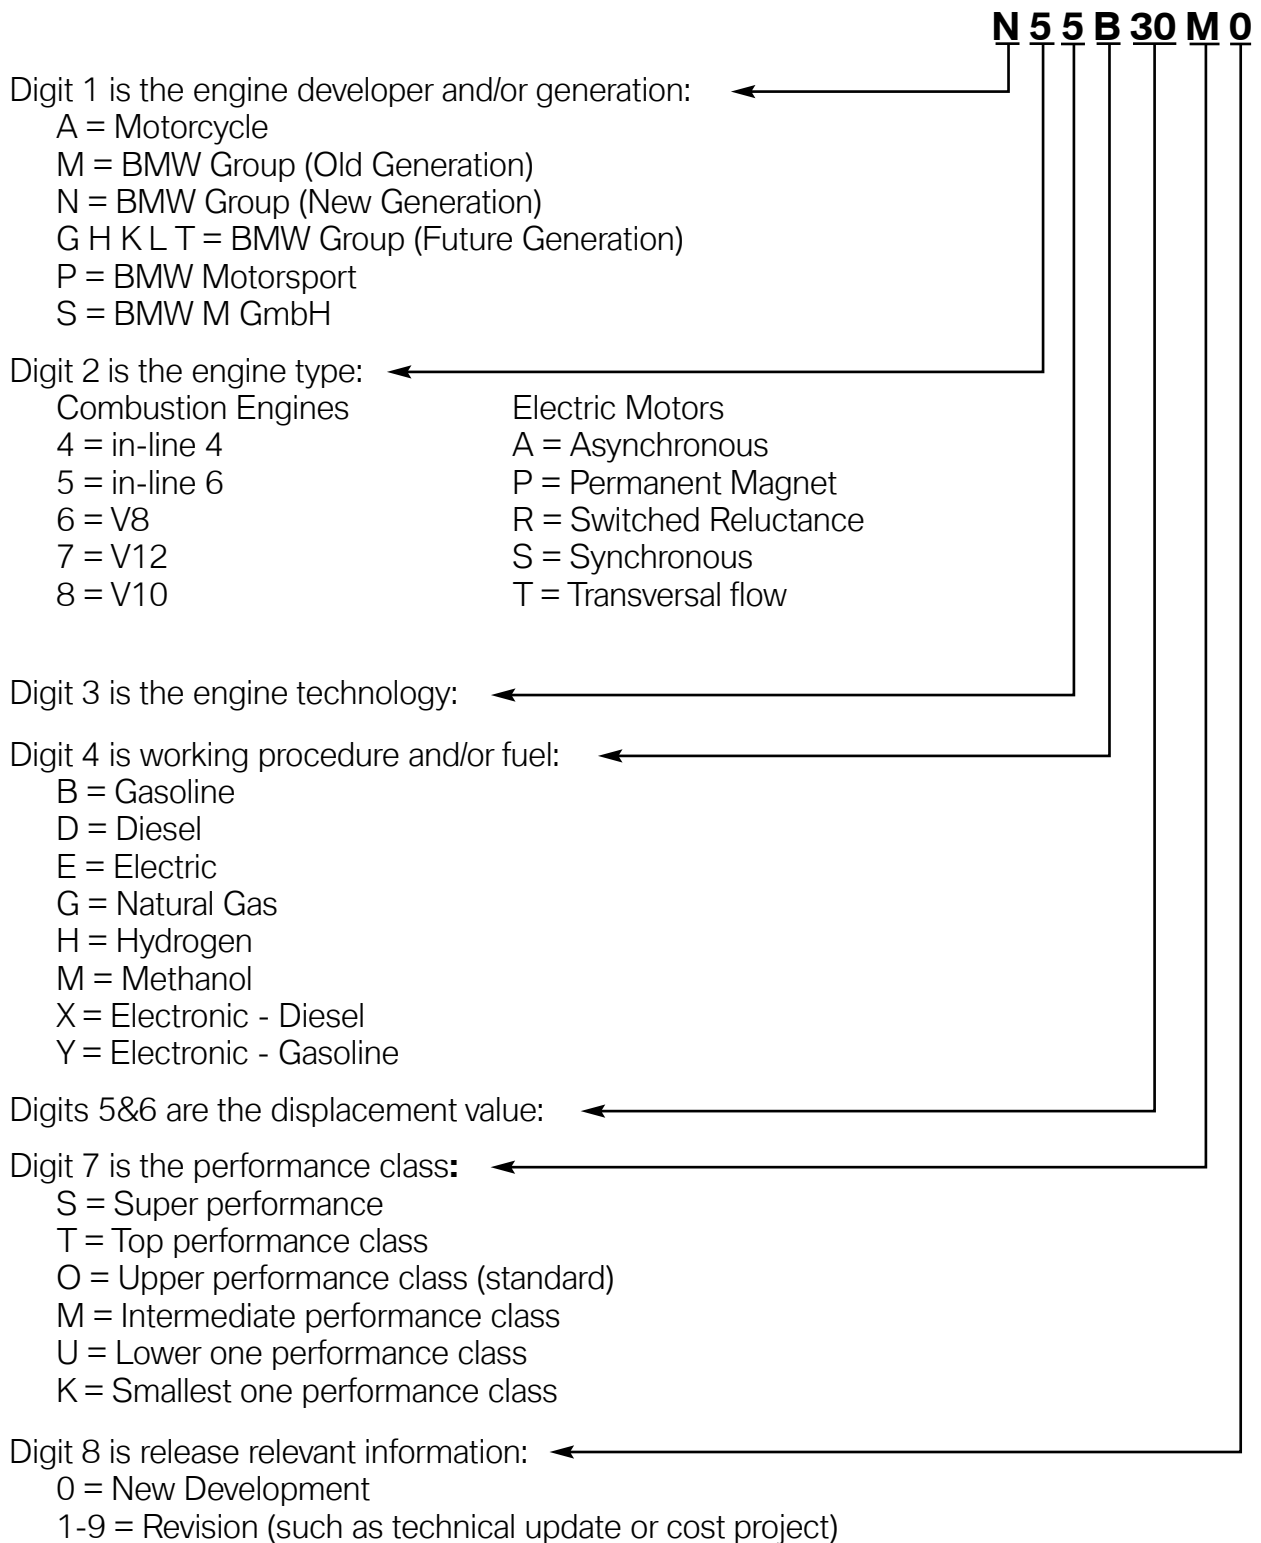 N 5 5 B 30 M 0
Digit 1 is the engine developer and/or generation:
A = Motorcycle
M = BMW Group (Old Generation)
N = BMW Group (New Generation)
G H K L T = BMW Group (Future Generation)
P = BMW Motorsport
S = BMW M GmbH
Digit 2 is the engine type:
Combustion Engines
4 = in-line 4
5 = in-line 6
6 = V8
7 = V12
8 = V10
Electric Motors
A = Asynchronous
P = Permanent Magnet
R = Switched Reluctance
S = Synchronous
T = Transversal flow
Digit 3 is the engine technology:
Digit 4 is working procedure and/or fuel:
B = Gasoline
D = Diesel
E = Electric
G = Natural Gas
H = Hydrogen
M = Methanol
X = Electronic - Diesel
Y = Electronic - Gasoline
Digits 5&6 are the displacement value:
Digit 7 is the performance class:
S = Super performance
T = Top performance class
O = Upper performance class (standard)
M = Intermediate performance class
U = Lower one performance class
K = Smallest one performance class
Digit 8 is release relevant information:
0 = New Development
1-9 = Revision (such as technical update or cost project)